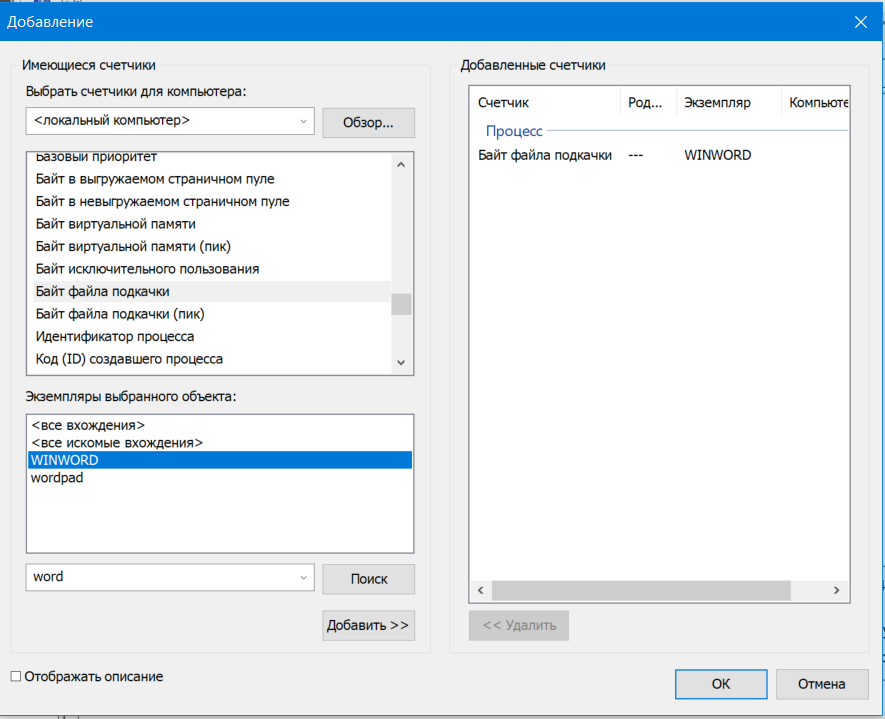 Добавление
Имеющиеся счетчики
Выбрать счетчики для компьютера:
<локальный компьютер>
Обзор...
Базовый приоритет
Байт в выгружаемом страничном пуле
Байт в невыгружаемом страничном пуле
Байт виртуальной памяти
Байт виртуальной памяти (пик)
Байт исключительного пользования
Байт файла подкачки
Байт файла подкачки (пик)
Идентификатор процесса
Код (ID) создавшего процесса
Экземпляры выбранного объекта:
<все вхождения>
<все искомые вхождения>
WINWORD
wordpad
word
Поиск
Добавить >>
Отображать описание
Добавленные счетчики
Счетчик Род... Экземпляр Компьюте
Процесс
Байт файла подкачки --- WINWORD
<< Удалить
ОК
Отмена